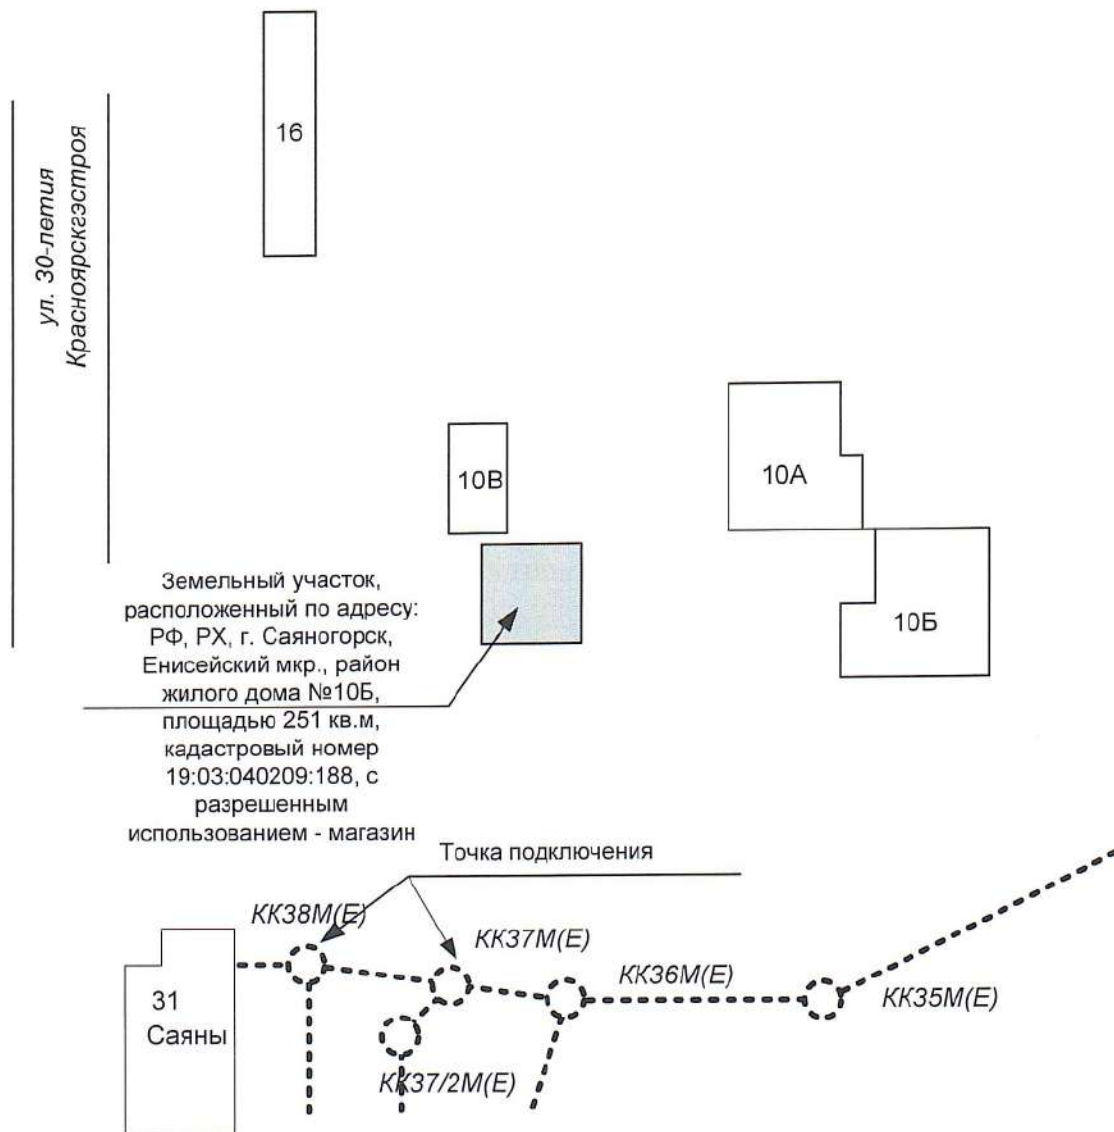 16
ул. 30-летия
Красноярскгэстроя
10В
10А
10Б
Земельный участок,
расположенный по адресу:
РФ, РХ, г. Саяногорск,
Енисейский мкр., район
жилого дома №10Б,
площадью 251 кв.м,
кадастровый номер
19:03:040209:188, с
разрешенным
использованием - магазин
Точка подключения
КК38М(Е)
КК37М(Е)
КК36М(Е)
КК35М(Е)
31
Саяны
КК37/2М(Е)